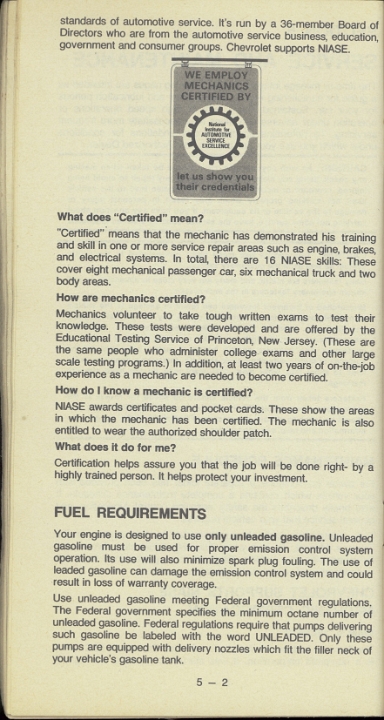 standards of automotive service. It's run by a 36-member Board of
Directors who are from the automotive service business, education,
government and consumer groups. Chevrolet supports NIASE.
WE EMPLOY
MECHANICS
CERTIFIED BY
National
Institute for
AUTOMOTIVE
SERVICE
EXCELLENCE
let us show you
their credentials
What does "Certified" mean?
"Certified" means that the mechanic has demonstrated his training
and skill in one or more service repair areas such as engine, brakes,
and electrical systems. In total, there are 16 NIASE skills: These
cover eight mechanical passenger car, six mechanical truck and two
body areas.
How are mechanics certified?
Mechanics volunteer to take tough written exams to test their
knowledge. These tests were developed and are offered by the
Educational Testing Service of Princeton, New Jersey. (These are
the same people who administer college exams and other large
scale testing programs.) In addition, at least two years of on-the-job
experience as a mechanic are needed to become certified.
How do I know a mechanic is certified?
NIASE awards certificates and pocket cards. These show the areas
in which the mechanic has been certified. The mechanic is also
entitled to wear the authorized shoulder patch.
What does it do for me?
Certification helps assure you that the job will be done right- by a
highly trained person. It helps protect your investment.
FUEL REQUIREMENTS
Your engine is designed to use only unleaded gasoline. Unleaded
gasoline must be used for proper emission control system
operation. Its use will also minimize spark plug fouling. The use of
leaded gasoline can damage the emission control system and could
result in loss of warranty coverage.
Use unleaded gasoline meeting Federal government regulations.
The Federal government specifies the minimum octane number of
unleaded gasoline. Federal regulations require that pumps delivering
such gasoline be labeled with the word UNLEADED. Only these
pumps are equipped with delivery nozzles which fit the filler neck of
your vehicle's gasoline tank.
5 – 2